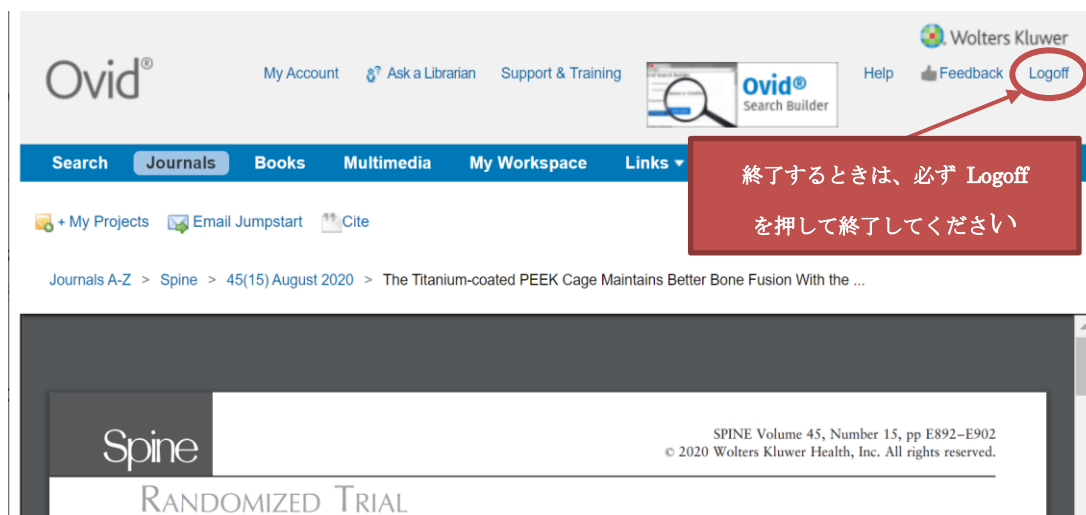 Wolters Kluwer
Ovid®
My Account Ask a Librarian Support & Training Ovid® Search Builder Help Feedback Logoff
Search Journals Books Multimedia My Workspace Links
終了するときは、必ず Logoff
を押して終了してください
+ My Projects Email Jumpstart Cite
Journals A-Z > Spine > 45(15) August 2020 > The Titanium-coated PEEK Cage Maintains Better Bone Fusion With the ...
Spine
SPINE Volume 45, Number 15, pp E892–E902
© 2020 Wolters Kluwer Health, Inc. All rights reserved.
RANDOMIZED TRIAL